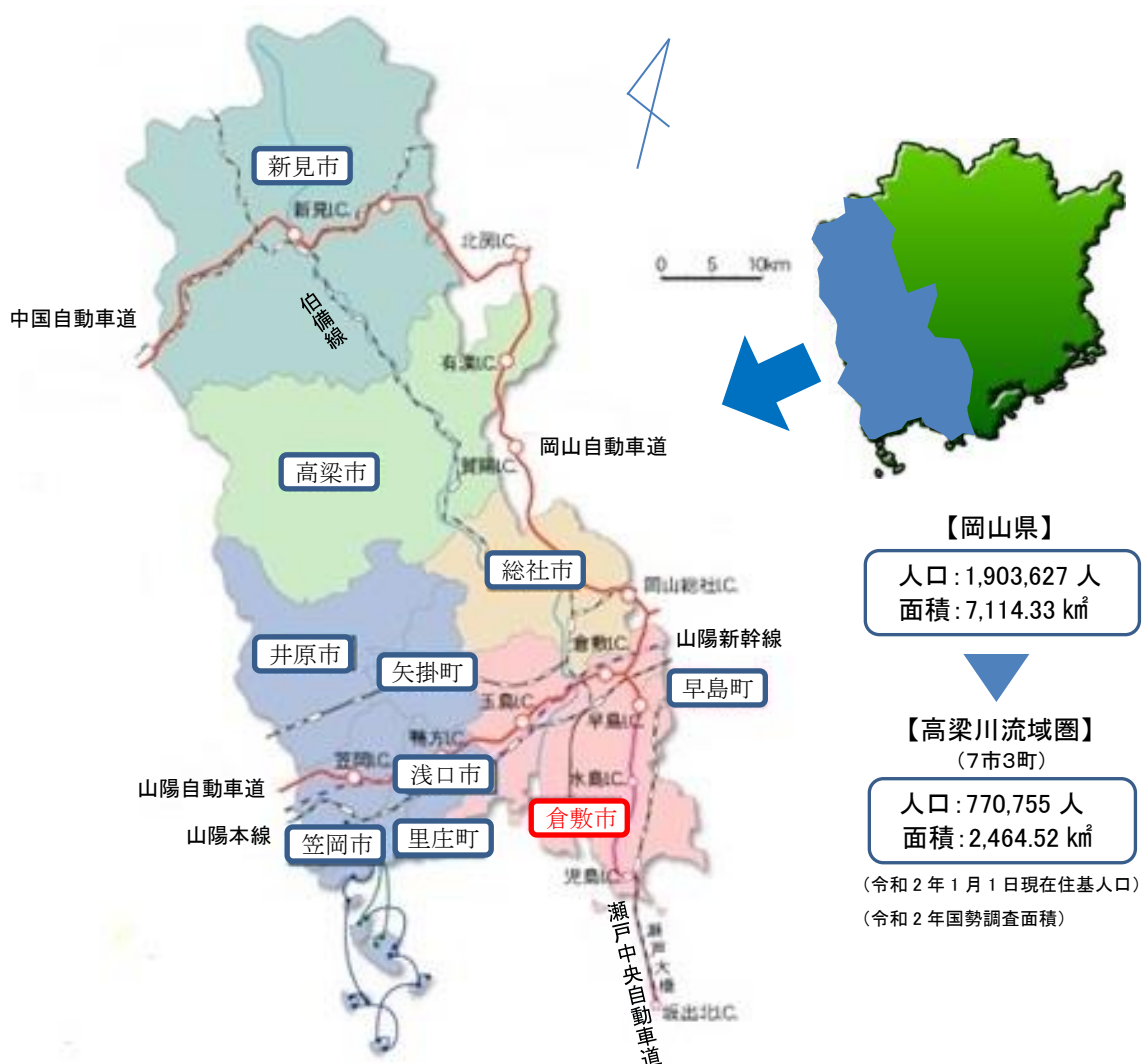 新見市
新見I.C.
北房I.C.
0 5 10km
中国自動車道
伯備線
有漢I.C.
岡山自動車道
賀陽I.C.
高梁市
【岡山県】
人口：1,903,627 人
面積：7,114.33 ㎢
総社市
岡山総社I.C.
井原市
矢掛町
倉敷I.C.
山陽新幹線
早島町
玉島I.C.
早島I.C.
【高梁川流域圏】
(7市3町)
人口：770,755 人
面積：2,464.52 ㎢
(令和２年１月１日現在住基人口)
(令和２年国勢調査面積)
鴨方I.C.
笠岡I.C.
浅口市
水島I.C.
山陽自動車道
山陽本線
笠岡市
里庄町
倉敷市
児島I.C.
瀬戸中央自動車道
瀬戸大橋
坂出北I.C.